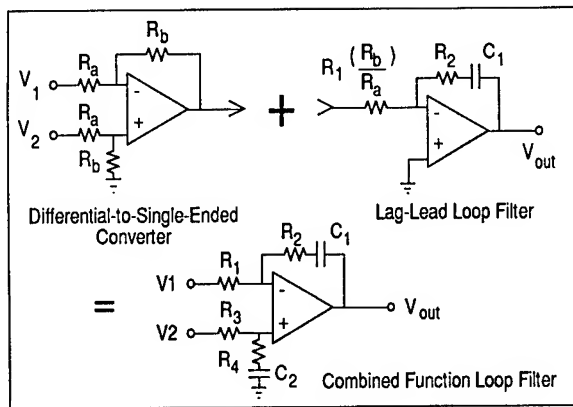 R_b
V_1
R_a
-
V_2
R_a
+
R_b
Differential-to-Single-Ended
Converter
+
R_1 (R_b/R_a)
R_2
C_1
-
+
V_out
Lag-Lead Loop Filter
=
V1
R_1
R_2
C_1
-
V2
R_3
+
V_out
R_4
C_2
Combined Function Loop Filter